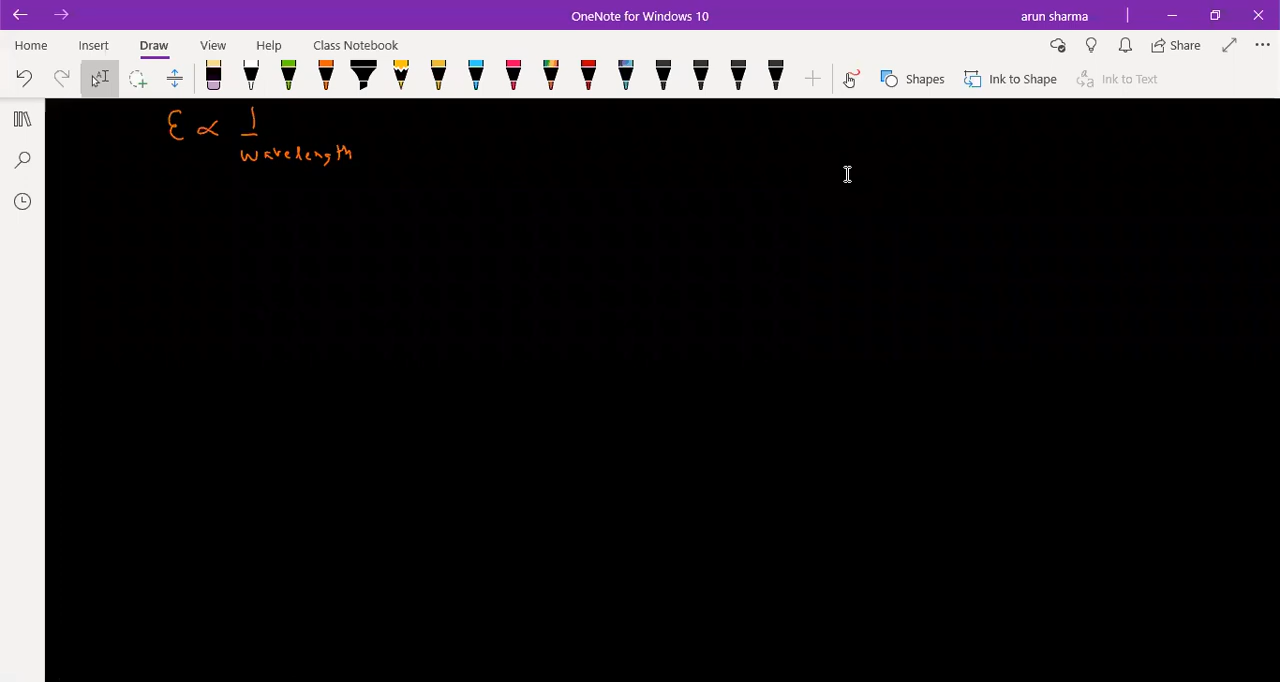 OneNote for Windows 10
arun sharma
Home Insert Draw View Help Class Notebook
Share
Shapes Ink to Shape Ink to Text
ε ∝ 1
wavelength